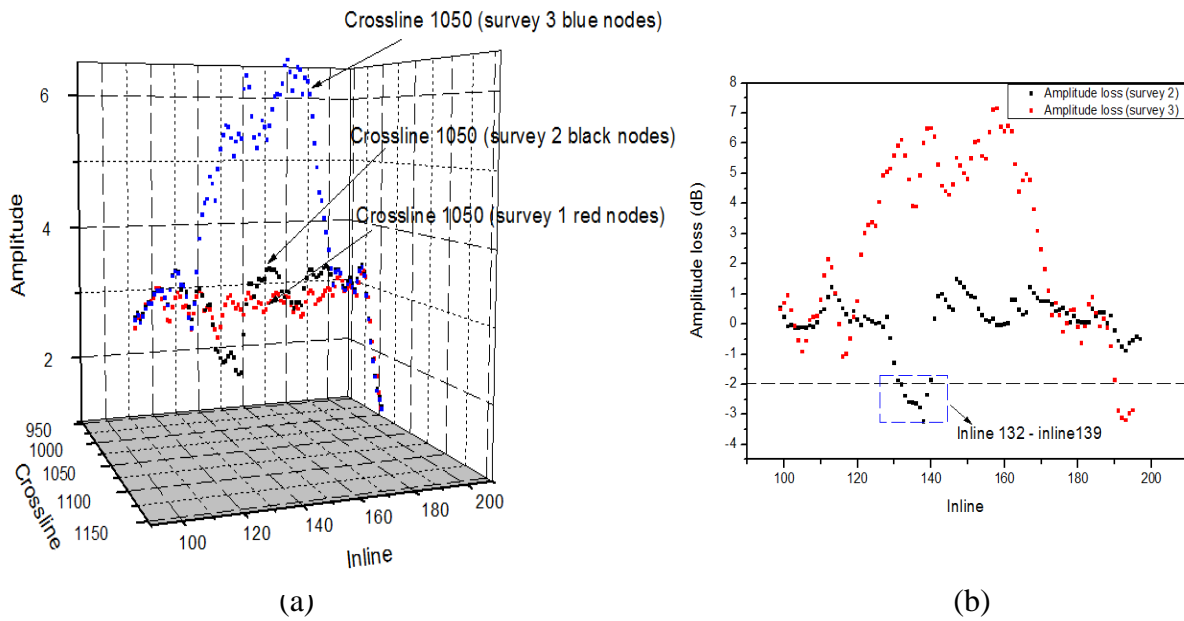 Crossline 1050 (survey 3 blue nodes)
Crossline 1050 (survey 2 black nodes)
Crossline 1050 (survey 1 red nodes)
6
4
2
Amplitude
950
1000
1050
1100
1150
Crossline
100
120
140
160
180
200
Inline
(a)
8
7
6
5
4
3
2
1
0
-1
-2
-3
-4
Amplitude loss (dB)
Amplitude loss (survey 2)
Amplitude loss (survey 3)
Inline 132 - inline139
100
120
140
160
180
200
Inline
(b)